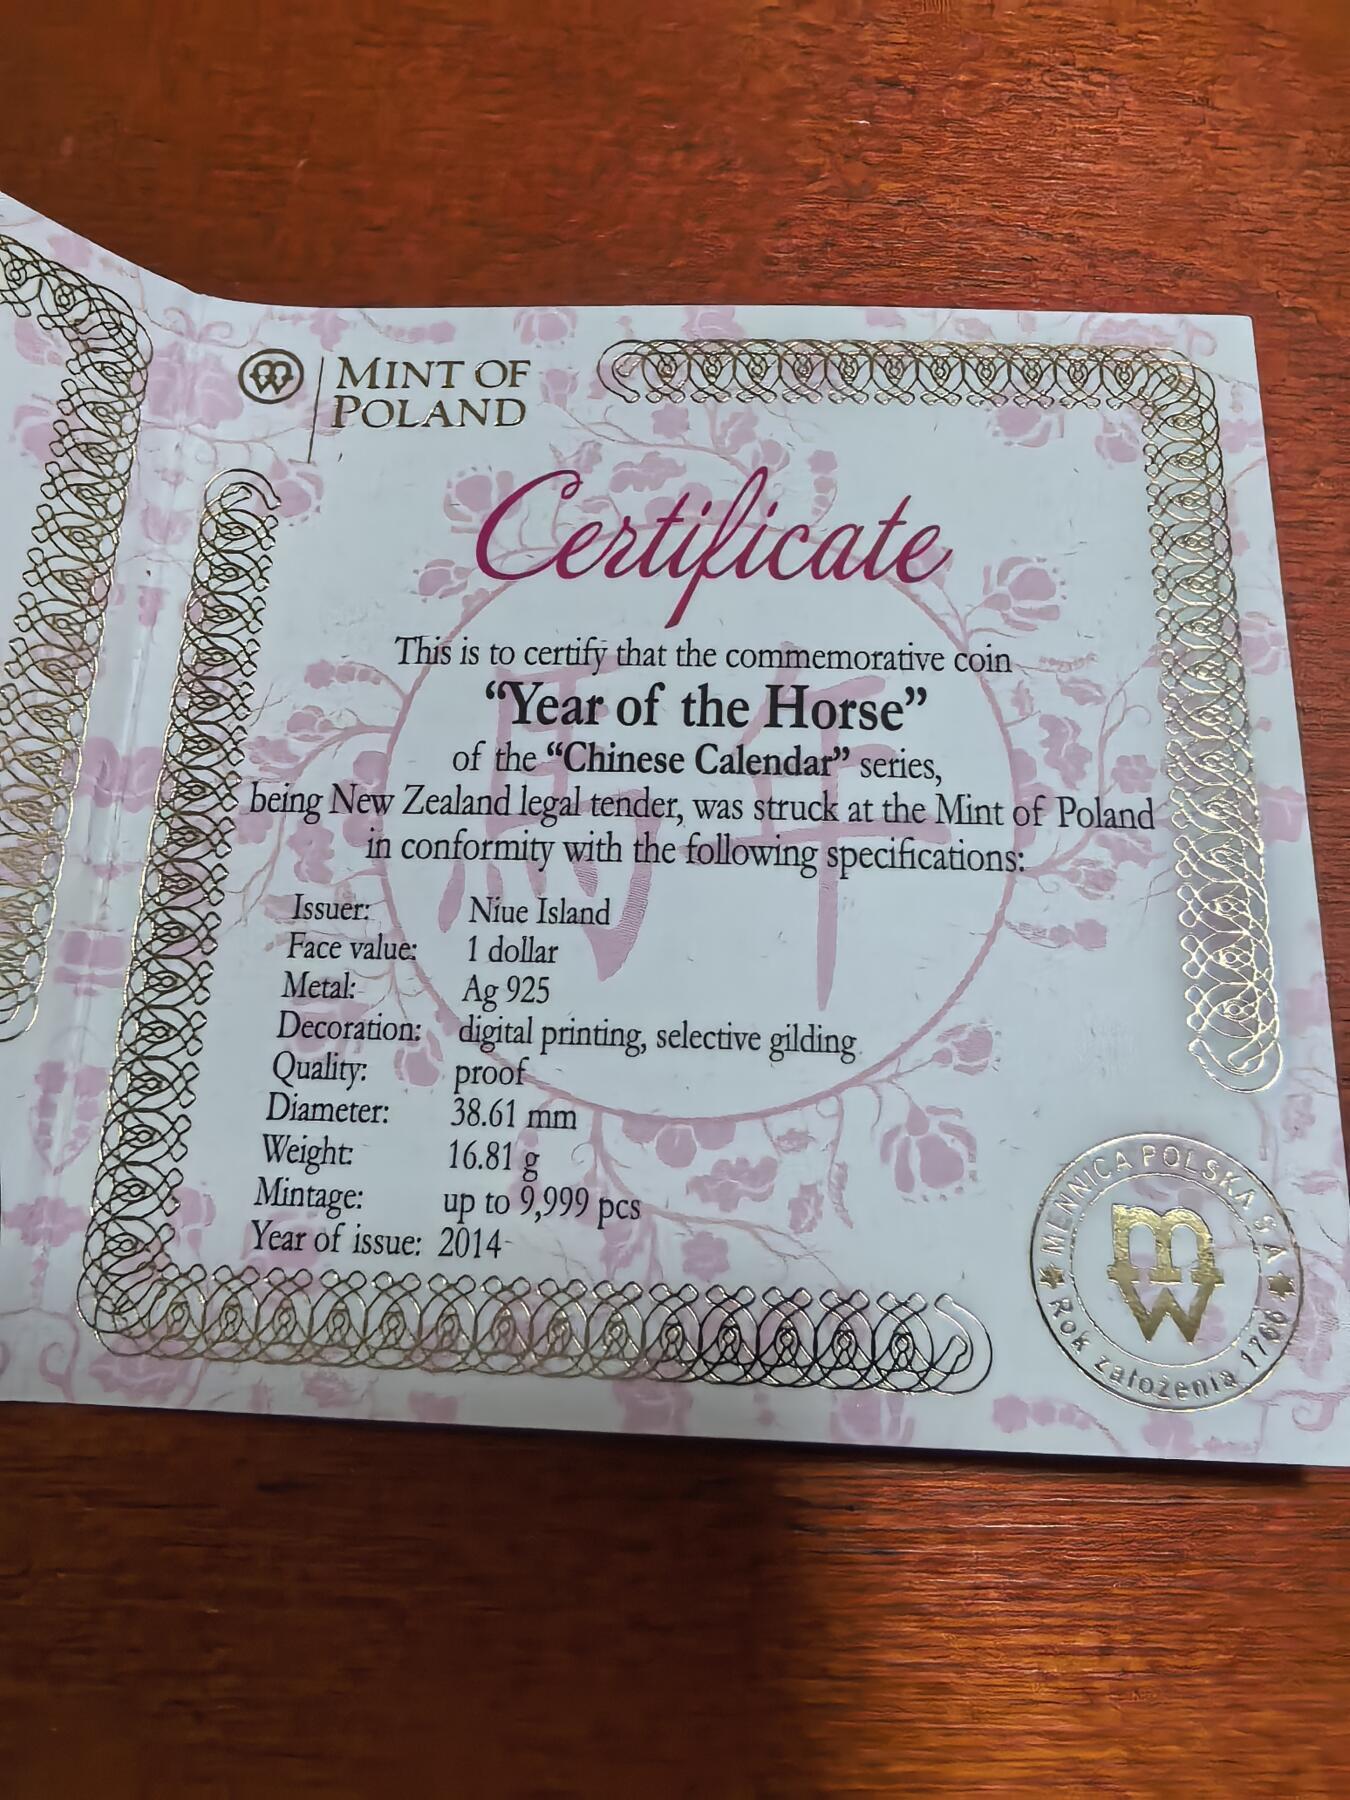 MINT OF
POLAND
Certificate
This is to certify that the commemorative coin
“Year of the Horse”
of the “Chinese Calendar” series,
being New Zealand legal tender, was struck at the Mint of Poland
in conformity with the following specifications:
Issuer: Niue Island
Face value: 1 dollar
Metal: Ag 925
Decoration: digital printing, selective gilding
Quality: proof
Diameter: 38.61 mm
Weight: 16.81 g
Mintage: up to 9,999 pcs
Year of issue: 2014
馬年
MENNICA POLSKA S.A.
mw
Rok założenia 1766